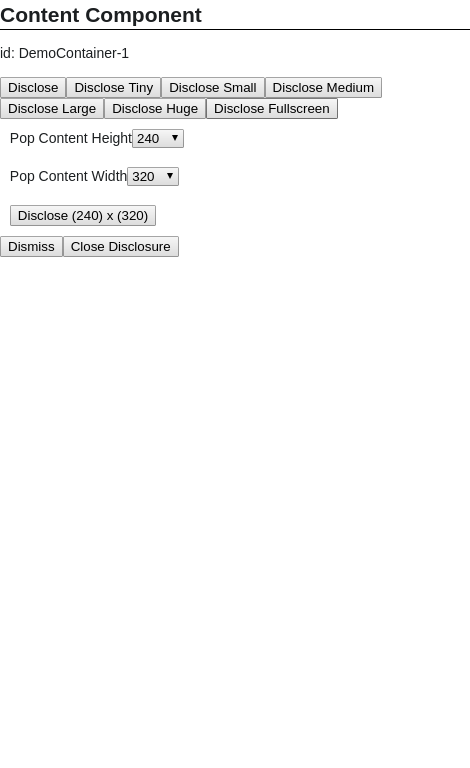 Content Component
id: DemoContainer-1
Disclose Disclose Tiny Disclose Small Disclose Medium
Disclose Large Disclose Huge Disclose Fullscreen
Pop Content Height 240
Pop Content Width 320
Disclose (240) x (320)
Dismiss Close Disclosure